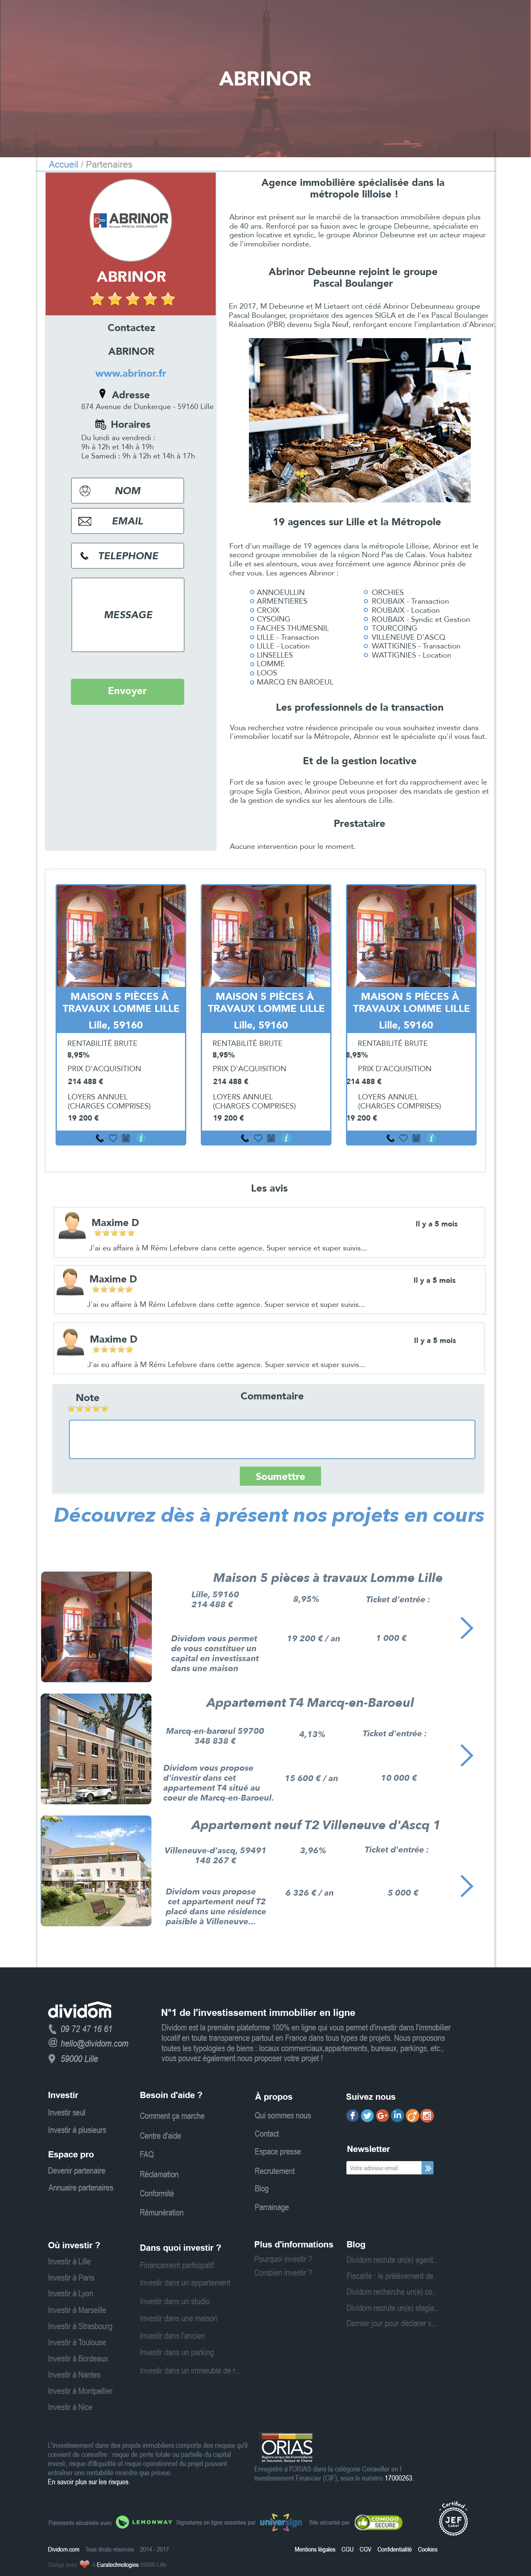 ABRINOR
Accueil / Partenaires
ABRINOR
Groupe PASCAL BOULANGER
ABRINOR
Contactez
ABRINOR
www.abrinor.fr
Adresse
874 Avenue de Dunkerque - 59160 Lille
Horaires
Du lundi au vendredi :
9h à 12h et 14h à 19h
Le Samedi : 9h à 12h et 14h à 17h
NOM
EMAIL
TELEPHONE
MESSAGE
Envoyer
Agence immobilière spécialisée dans la
métropole lilloise !
Abrinor est présent sur le marché de la transaction immobilière depuis plus
de 40 ans. Renforcé par sa fusion avec le groupe Debeunne, spécialiste en
gestion locative et syndic, le groupe Abrinor Debeunne est un acteur majeur
de l'immobilier nordiste.
Abrinor Debeunne rejoint le groupe
Pascal Boulanger
En 2017, M Debeunne et M Lietaert ont cédé Abrinor Debeunneau groupe
Pascal Boulanger, propriétaire des agences SIGLA et de l'ex Pascal Boulanger
Réalisation (PBR) devenu Sigla Neuf, renforçant encore l'implantation d'Abrinor.
19 agences sur Lille et la Métropole
Fort d'un maillage de 19 agences dans la métropole Lilloise, Abrinor est le
second groupe immobilier de la région Nord Pas de Calais. Vous habitez
Lille et ses alentours, vous avez forcément une agence Abrinor près de
chez vous. Les agences Abrinor :
ANNOEULLIN
ARMENTIERES
CROIX
CYSOING
FACHES THUMESNIL
LILLE - Transaction
LILLE - Location
LINSELLES
LOMME
LOOS
MARCQ EN BAROEUL
ORCHIES
ROUBAIX - Transaction
ROUBAIX - Location
ROUBAIX - Syndic et Gestion
TOURCOING
VILLENEUVE D'ASCQ
WATTIGNIES - Transaction
WATTIGNIES - Location
Les professionnels de la transaction
Vous recherchez votre résidence principale ou vous souhaitez investir dans
l'immobilier locatif sur la Métropole, Abrinor est le spécialiste qu'il vous faut.
Et de la gestion locative
Fort de sa fusion avec le groupe Debeunne et fort du rapprochement avec le
groupe Sigla Gestion, Abrinor peut vous proposer des mandats de gestion et
de la gestion de syndics sur les alentours de Lille.
Prestataire
Aucune intervention pour le moment.
MAISON 5 PIÈCES À
TRAVAUX LOMME LILLE
Lille, 59160
RENTABILITÉ BRUTE
8,95%
PRIX D'ACQUISITION
214 488 €
LOYERS ANNUEL
(CHARGES COMPRISES)
19 200 €
MAISON 5 PIÈCES À
TRAVAUX LOMME LILLE
Lille, 59160
RENTABILITÉ BRUTE
8,95%
PRIX D'ACQUISITION
214 488 €
LOYERS ANNUEL
(CHARGES COMPRISES)
19 200 €
MAISON 5 PIÈCES À
TRAVAUX LOMME LILLE
Lille, 59160
RENTABILITÉ BRUTE
8,95%
PRIX D'ACQUISITION
214 488 €
LOYERS ANNUEL
(CHARGES COMPRISES)
19 200 €
Les avis
Maxime D
Il y a 5 mois
J'ai eu affaire à M Rémi Lefebvre dans cette agence. Super service et super suivis...
Maxime D
Il y a 5 mois
J'ai eu affaire à M Rémi Lefebvre dans cette agence. Super service et super suivis...
Maxime D
Il y a 5 mois
J'ai eu affaire à M Rémi Lefebvre dans cette agence. Super service et super suivis...
Note
Commentaire
Soumettre
Découvrez dès à présent nos projets en cours
Maison 5 pièces à travaux Lomme Lille
Lille, 59160
214 488 €
8,95%
Ticket d'entrée :
Dividom vous permet
de vous constituer un
capital en investissant
dans une maison
19 200 € / an
1 000 €
Appartement T4 Marcq-en-Baroeul
Marcq-en-barœul 59700
348 838 €
4,13%
Ticket d'entrée :
Dividom vous propose
d'investir dans cet
appartement T4 situé au
coeur de Marcq-en-Baroeul.
15 600 € / an
10 000 €
Appartement neuf T2 Villeneuve d'Ascq 1
Villeneuve-d'ascq, 59491
148 267 €
3,96%
Ticket d'entrée :
Dividom vous propose
cet appartement neuf T2
placé dans une résidence
paisible à Villeneuve...
6 326 € / an
5 000 €
dividom
09 72 47 16 61
hello@dividom.com
59000 Lille
N°1 de l'investissement immobilier en ligne
Dividom est la première plateforme 100% en ligne qui vous permet d'investir dans l'immobilier
locatif en toute transparence partout en France dans tous types de projets. Nous proposons
toutes les typologies de biens : locaux commerciaux,appartements, bureaux, parkings, etc.,
vous pouvez également nous proposer votre projet !
Investir
Investir seul
Investir à plusieurs
Espace pro
Devenir partenaire
Annuaire partenaires
Besoin d'aide ?
Comment ça marche
Centre d'aide
FAQ
Réclamation
Conformité
Rémunération
À propos
Qui sommes nous
Contact
Espace presse
Recrutement
Blog
Parrainage
Suivez nous
Newsletter
Votre adresse email
Où investir ?
Investir à Lille
Investir à Paris
Investir à Lyon
Investir à Marseille
Investir à Strasbourg
Investir à Toulouse
Investir à Bordeaux
Investir à Nantes
Investir à Montpellier
Investir à Nice
Dans quoi investir ?
Financement participatif
Investir dans un appartement
Investir dans un studio
Investir dans une maison
Investir dans l'ancien
Investir dans un parking
Investir dans un immeuble de r...
Plus d'informations
Pourquoi investir ?
Combien investir ?
Blog
Dividom recrute un(e) agent .
Fiscalité : le prélèvement de .
Dividom recherche un(e) co...
Dividom recrute un(e) stagia..
Dernier jour pour déclarer v...
L'investissement dans des projets immobiliers comporte des risques qu'il
convient de connaître : risque de perte totale ou partielle du capital
investi, risque d'illiquidité et risque opérationnel du projet pouvant
entraîner une rentabilité moindre que prévue.
En savoir plus sur les risques.
ORIAS
Enregistré à l'ORIAS dans la catégorie Conseiller en I
nvestissement Financier (CIF), sous le numéro 17000263.
Paiements sécurisés avec
LEMONWAY
Signatures en ligne assurées par
universign
Site sécurisé par
COMODO
SECURE
Certified
JEF
Label
Dividom.com Tous droits réservés 2014 - 2017
Mentions légales CGU CGV Confidentialité Cookies
Conçu avec à Euratechnologies 59000 Lille